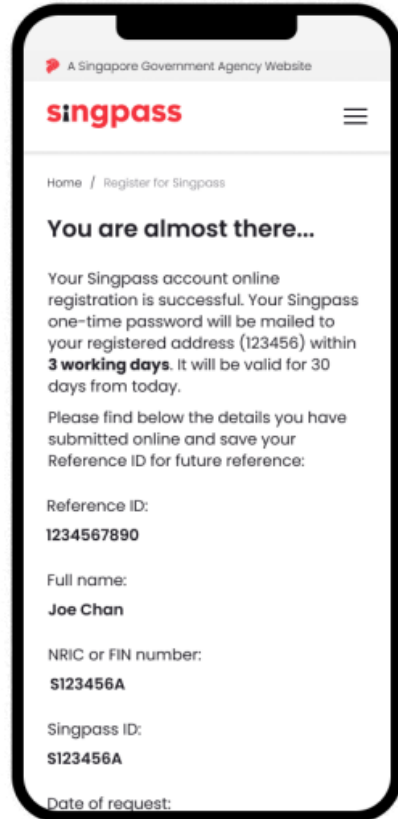 A Singapore Government Agency Website
singpass
Home / Register for Singpass
You are almost there...
Your Singpass account online
registration is successful. Your Singpass
one-time password will be mailed to
your registered address (123456) within
3 working days. It will be valid for 30
days from today.
Please find below the details you have
submitted online and save your
Reference ID for future reference:
Reference ID:
1234567890
Full name:
Joe Chan
NRIC or FIN number:
S123456A
Singpass ID:
S123456A
Date of request: